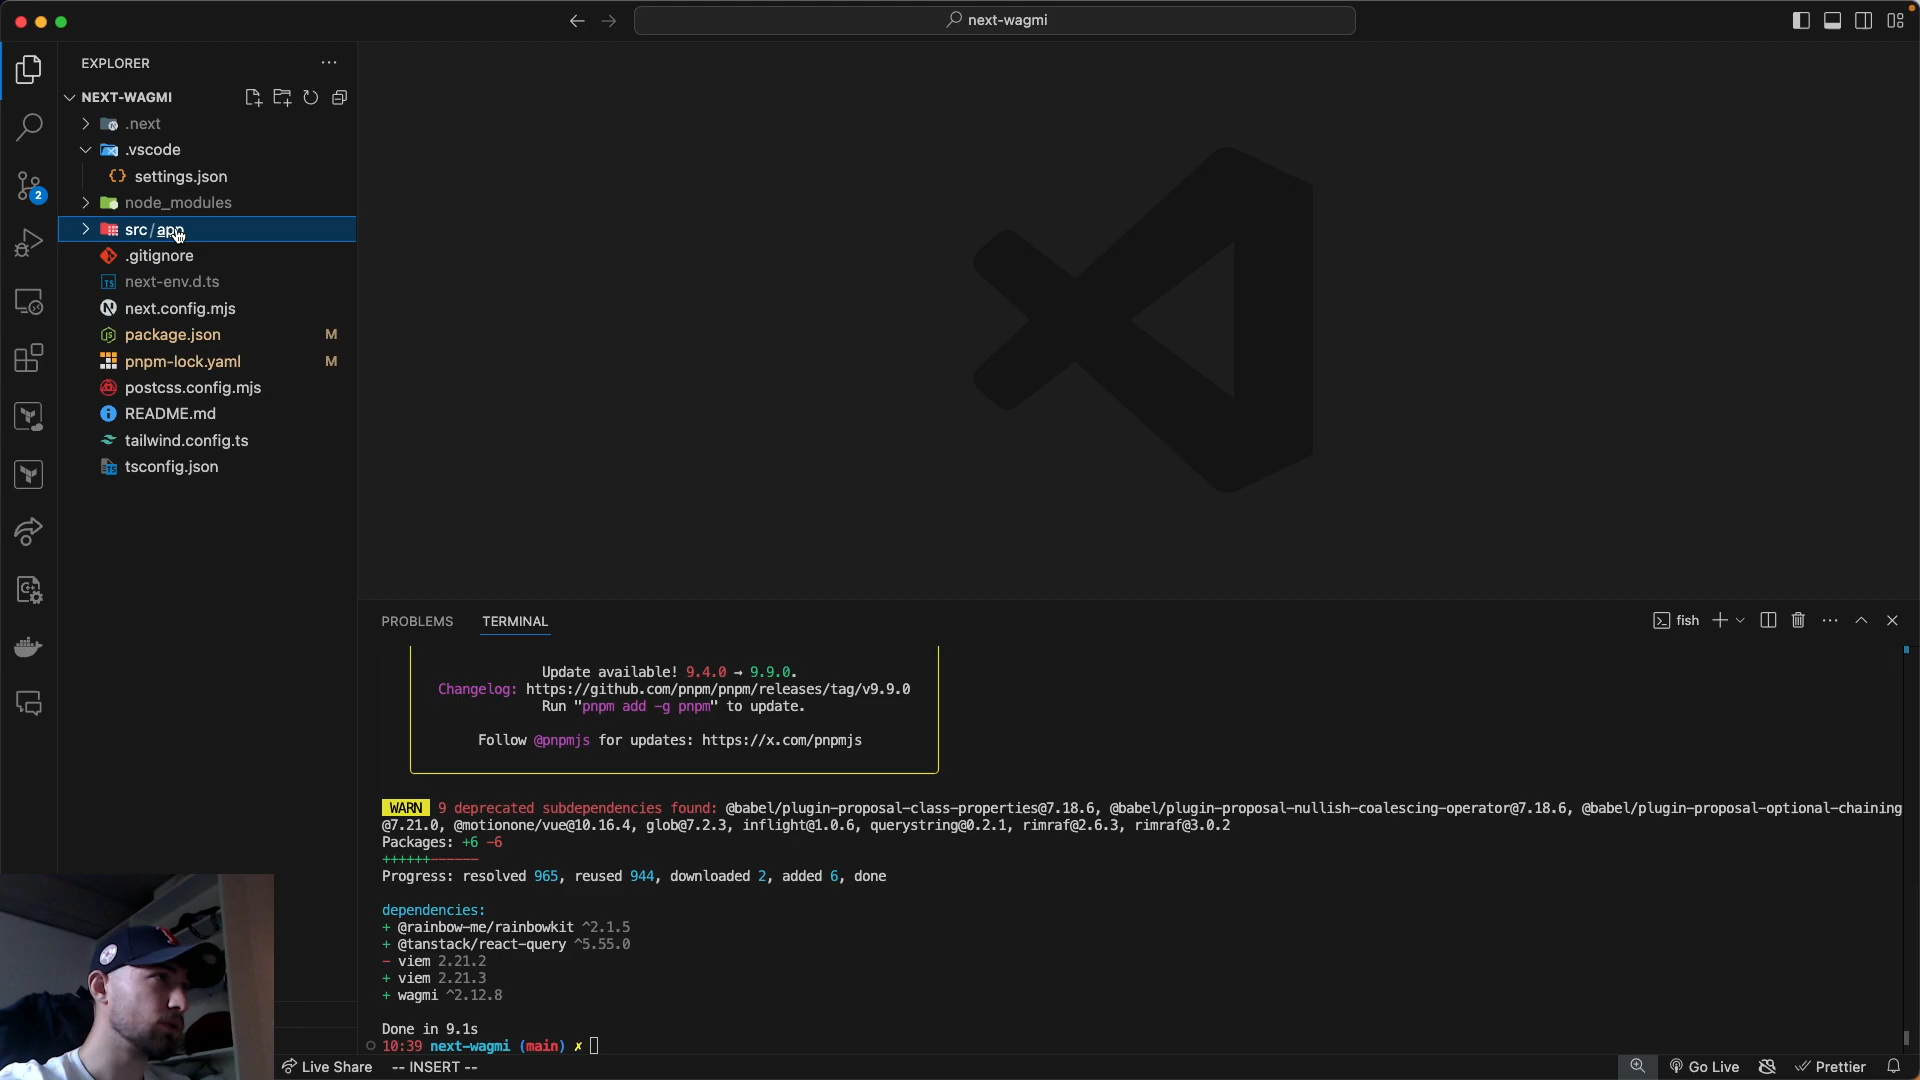 next-wagmi
EXPLORER
NEXT-WAGMI
.next
.vscode
{} settings.json
node_modules
src/app
.gitignore
TS next-env.d.ts
next.config.mjs
package.json M
pnpm-lock.yaml M
postcss.config.mjs
README.md
tailwind.config.ts
tsconfig.json
2
PROBLEMS TERMINAL
fish
Update available! 9.4.0 → 9.9.0.
Changelog: https://github.com/pnpm/pnpm/releases/tag/v9.9.0
Run "pnpm add -g pnpm" to update.
Follow @pnpmjs for updates: https://x.com/pnpmjs
WARN 9 deprecated subdependencies found: @babel/plugin-proposal-class-properties@7.18.6, @babel/plugin-proposal-nullish-coalescing-operator@7.18.6, @babel/plugin-proposal-optional-chaining
@7.21.0, @motionone/vue@10.16.4, glob@7.2.3, inflight@1.0.6, querystring@0.2.1, rimraf@2.6.3, rimraf@3.0.2
Packages: +6 -6
++++++------
Progress: resolved 965, reused 944, downloaded 2, added 6, done
dependencies:
+ @rainbow-me/rainbowkit ^2.1.5
+ @tanstack/react-query ^5.55.0
- viem 2.21.2
+ viem 2.21.3
+ wagmi ^2.12.8
Done in 9.1s
10:39 next-wagmi (main) ✗
Live Share -- INSERT --
Go Live
Prettier